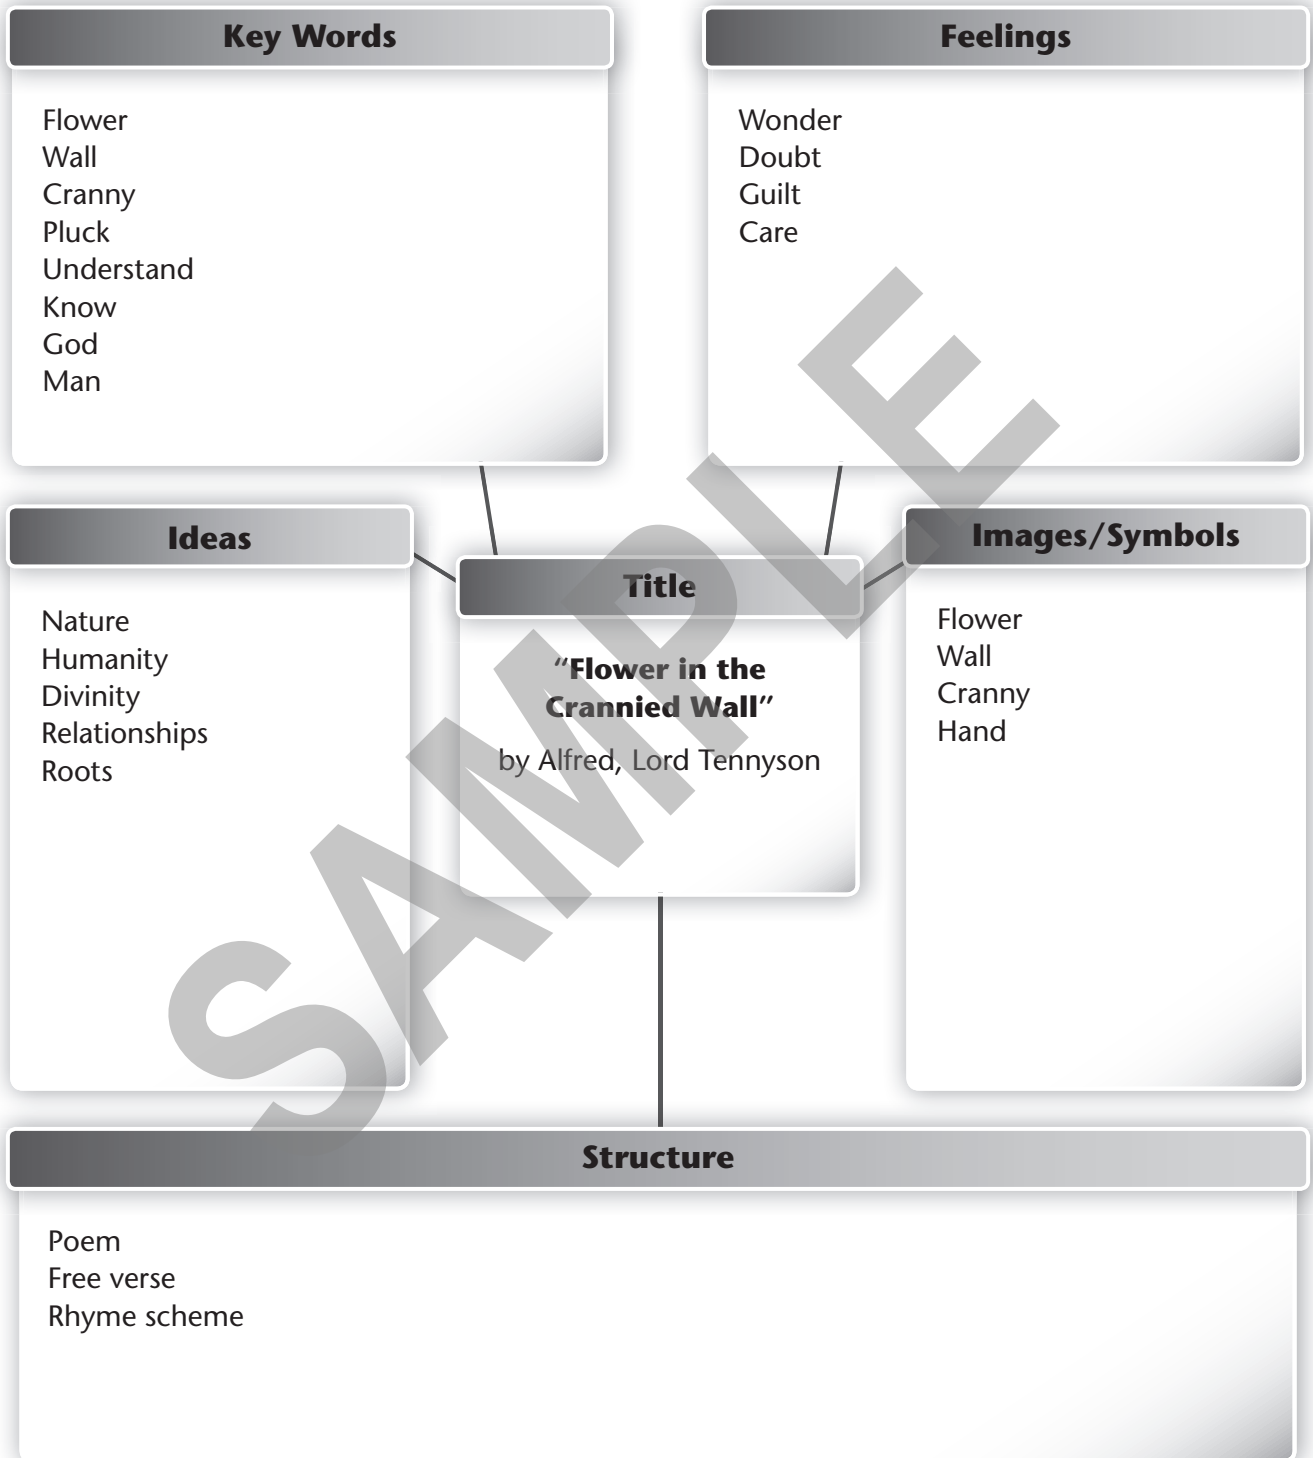 Key Words
Flower
Wall
Cranny
Pluck
Understand
Know
God
Man
Feelings
Wonder
Doubt
Guilt
Care
Ideas
Nature
Humanity
Divinity
Relationships
Roots
Title
“Flower in the
Crannied Wall”
by Alfred, Lord Tennyson
Images/Symbols
Flower
Wall
Cranny
Hand
Structure
Poem
Free verse
Rhyme scheme
SAMPLE